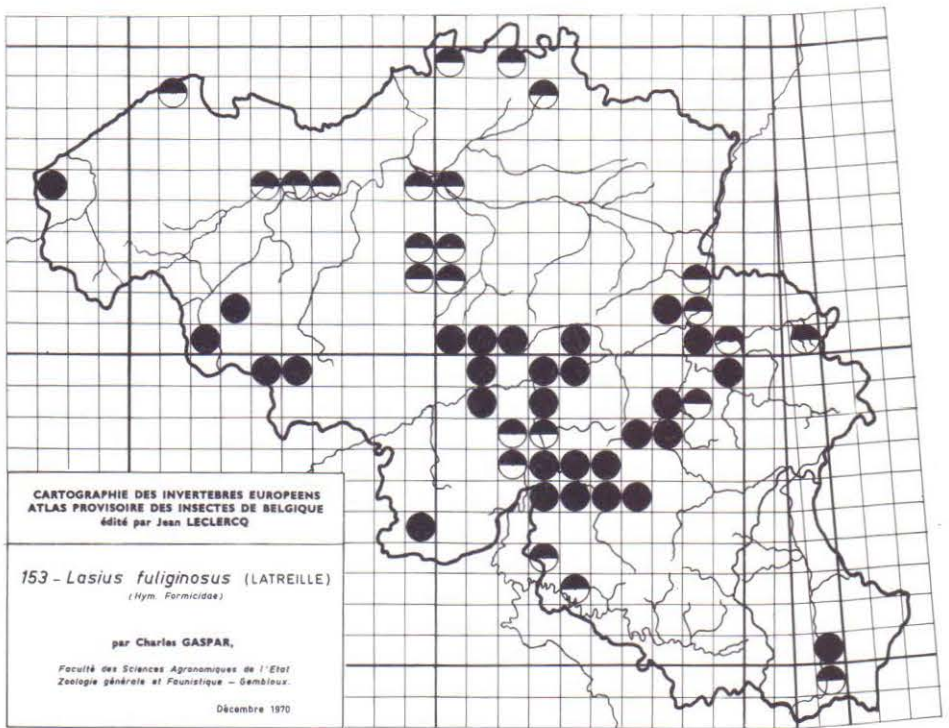 CARTOGRAPHIE DES INVERTEBRES EUROPEENS
ATLAS PROVISOIRE DES INSECTES DE BELGIQUE
édité par Jean LECLERCQ
153 – Lasius fuliginosus (LATREILLE)
(Hym. Formicidae)
par Charles GASPAR,
Faculté des Sciences Agronomiques de l'Etat
Zoologie générale et Faunistique – Gembloux.
Décembre 1970